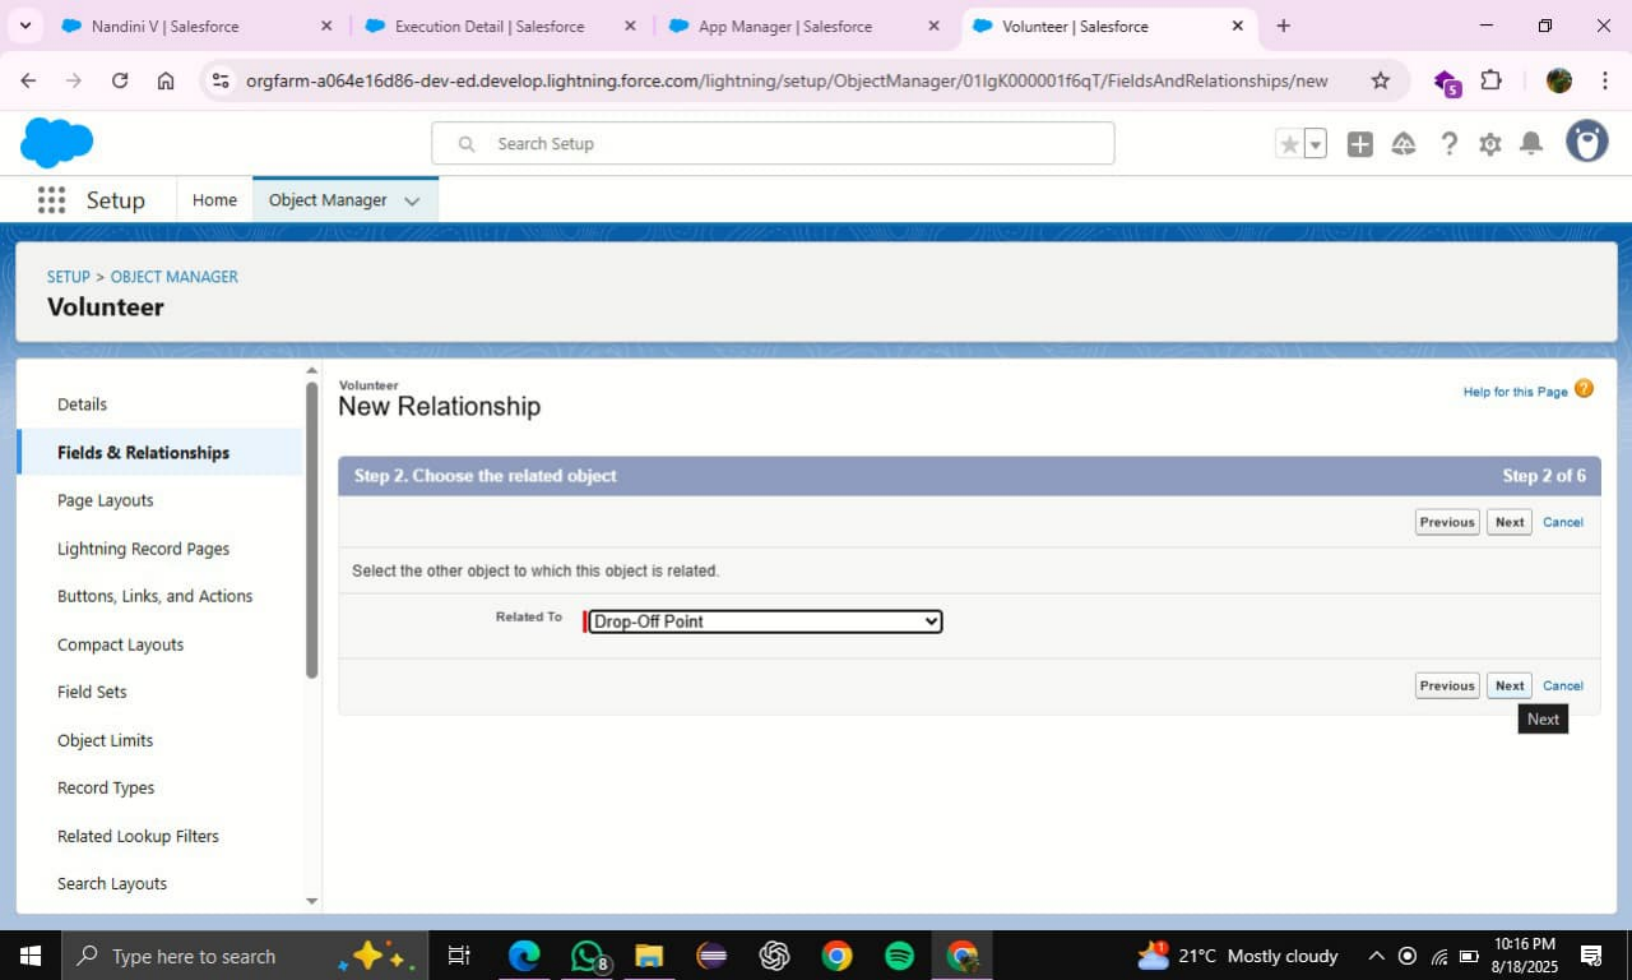 Nandini V | Salesforce
Execution Detail | Salesforce
App Manager | Salesforce
Volunteer | Salesforce
orgfarm-a064e16d86-dev-ed.develop.lightning.force.com/lightning/setup/ObjectManager/01IgK000001f6qT/FieldsAndRelationships/new
5
Search Setup
Setup
Home
Object Manager
SETUP > OBJECT MANAGER
Volunteer
Details
Fields & Relationships
Page Layouts
Lightning Record Pages
Buttons, Links, and Actions
Compact Layouts
Field Sets
Object Limits
Record Types
Related Lookup Filters
Search Layouts
Volunteer
New Relationship
Help for this Page
Step 2. Choose the related object
Step 2 of 6
Previous
Next
Cancel
Select the other object to which this object is related.
Related To
Drop-Off Point
Previous
Next
Cancel
Next
Type here to search
8
1
21°C Mostly cloudy
10:16 PM
8/18/2025